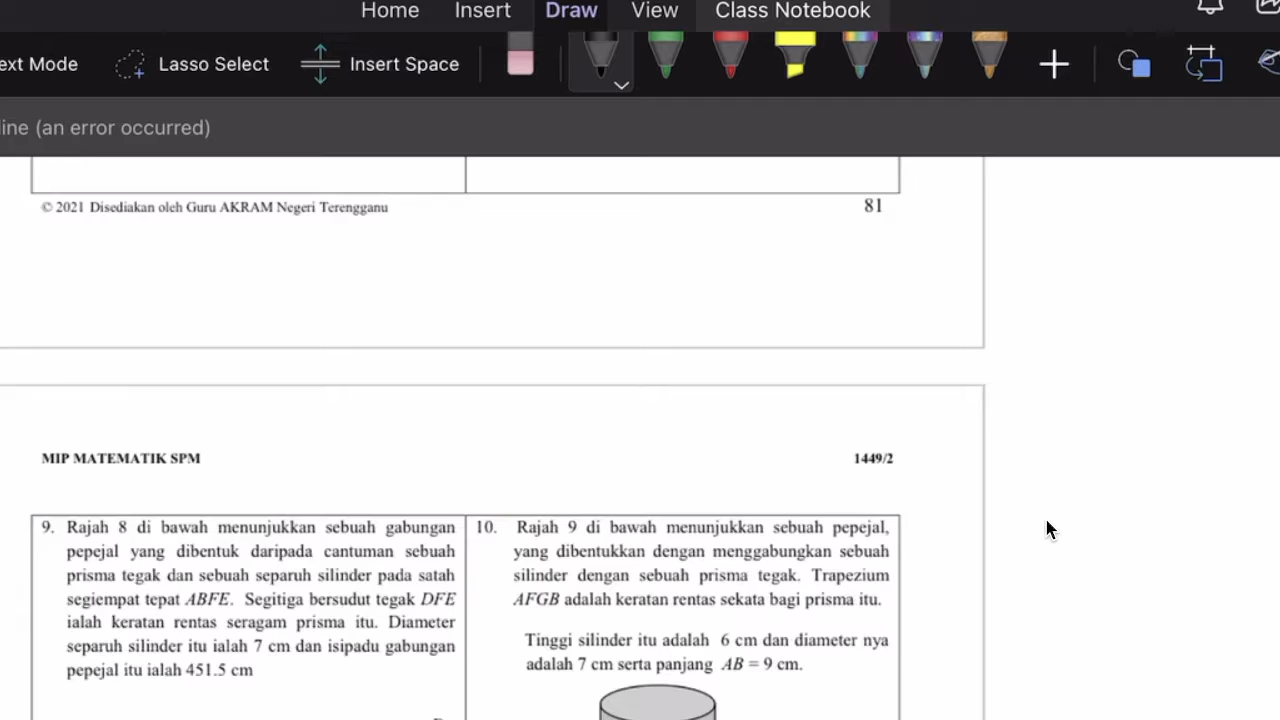 Home Insert Draw View Class Notebook
ext Mode Lasso Select Insert Space
line (an error occurred)
© 2021 Disediakan oleh Guru AKRAM Negeri Terengganu 81
MIP MATEMATIK SPM 1449/2
9. Rajah 8 di bawah menunjukkan sebuah gabungan
pepejal yang dibentuk daripada cantuman sebuah
prisma tegak dan sebuah separuh silinder pada satah
segiempat tepat ABFE. Segitiga bersudut tegak DFE
ialah keratan rentas seragam prisma itu. Diameter
separuh silinder itu ialah 7 cm dan isipadu gabungan
pepejal itu ialah 451.5 cm
10. Rajah 9 di bawah menunjukkan sebuah pepejal,
yang dibentukkan dengan menggabungkan sebuah
silinder dengan sebuah prisma tegak. Trapezium
AFGB adalah keratan rentas sekata bagi prisma itu.
Tinggi silinder itu adalah 6 cm dan diameter nya
adalah 7 cm serta panjang AB = 9 cm.